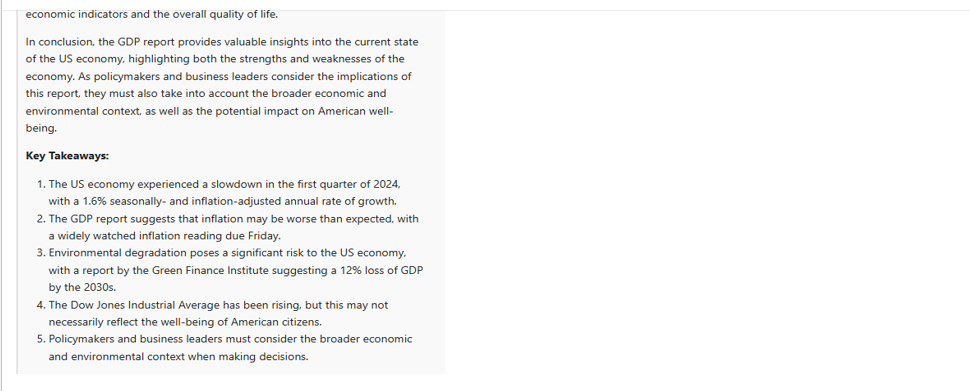 economic indicators and the overall quality of life.
In conclusion, the GDP report provides valuable insights into the current state
of the US economy, highlighting both the strengths and weaknesses of the
economy. As policymakers and business leaders consider the implications of
this report, they must also take into account the broader economic and
environmental context, as well as the potential impact on American well-
being.
Key Takeaways:
1. The US economy experienced a slowdown in the first quarter of 2024,
with a 1.6% seasonally- and inflation-adjusted annual rate of growth.
2. The GDP report suggests that inflation may be worse than expected, with
a widely watched inflation reading due Friday.
3. Environmental degradation poses a significant risk to the US economy,
with a report by the Green Finance Institute suggesting a 12% loss of GDP
by the 2030s.
4. The Dow Jones Industrial Average has been rising, but this may not
necessarily reflect the well-being of American citizens.
5. Policymakers and business leaders must consider the broader economic
and environmental context when making decisions.